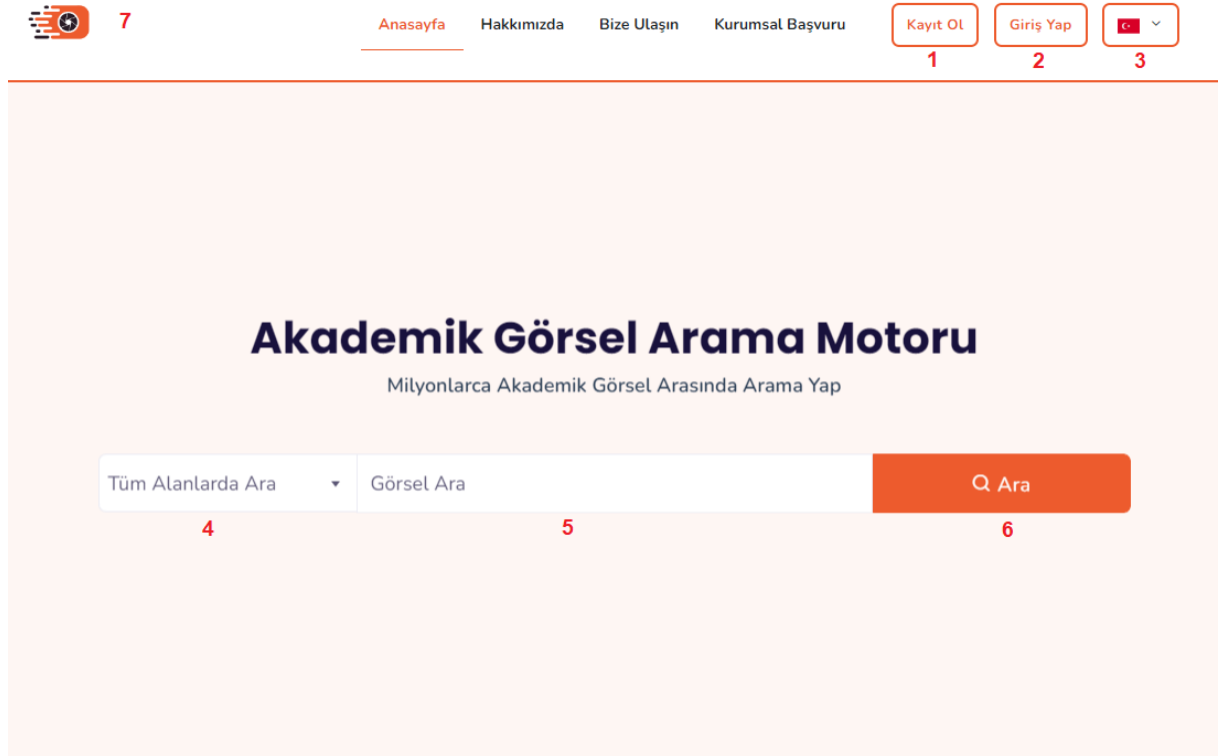 7 Anasayfa Hakkımızda Bize Ulaşın Kurumsal Başvuru Kayıt Ol Giriş Yap
1 2 3
Akademik Görsel Arama Motoru
Milyonlarca Akademik Görsel Arasında Arama Yap
Tüm Alanlarda Ara Görsel Ara Ara
4 5 6